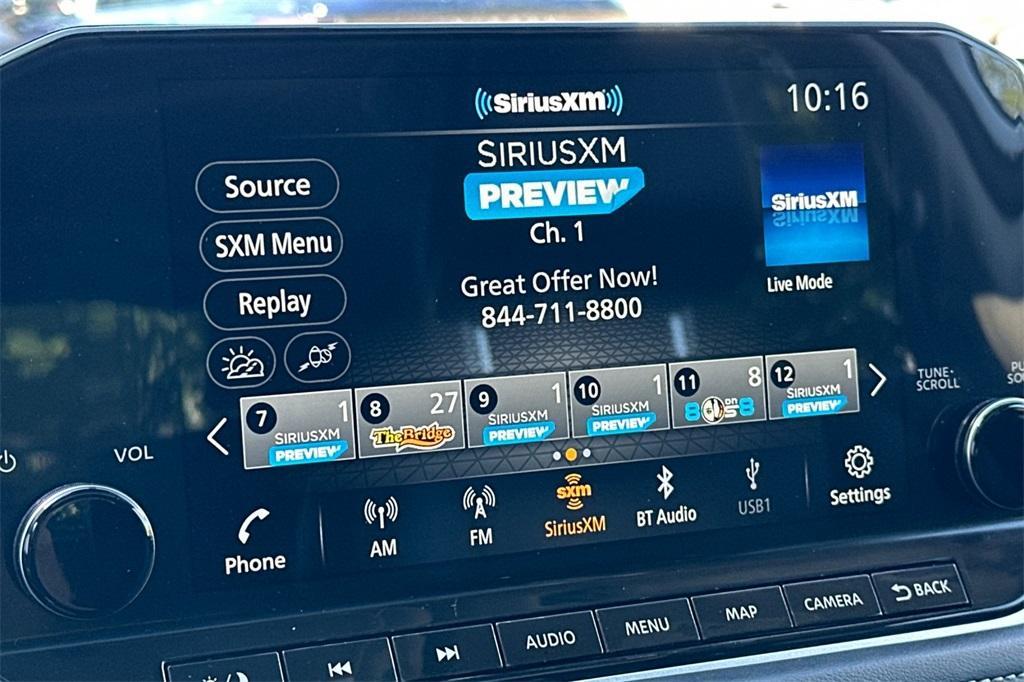 SiriusXM
10:16
SIRIUSXM
PREVIEW
Ch. 1
Great Offer Now!
844-711-8800
Source
SXM Menu
Replay
SiriusXM
Live Mode
7 1 SIRIUSXM PREVIEW
8 27 The Bridge
9 1 SIRIUSXM PREVIEW
10 1 SIRIUSXM PREVIEW
11 8 80s on 8
12 1 SIRIUSXM PREVIEW
VOL
TUNE·
SCROLL
Phone
AM
FM
sxm
SiriusXM
BT Audio
USB1
Settings
AUDIO
MENU
MAP
CAMERA
BACK